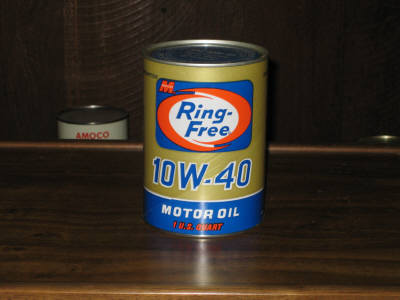 M
Ring-
Free
10W-40
MOTOR OIL
1 U.S. QUART
AMOCO